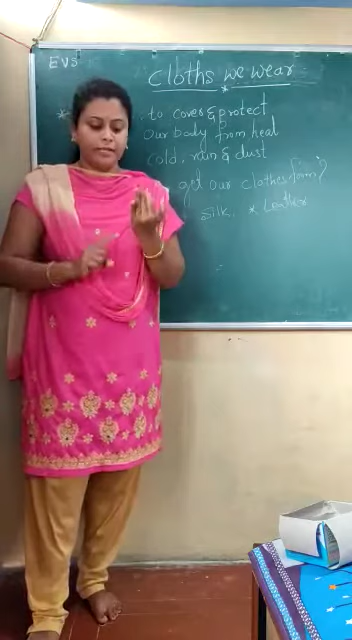 EVS
Cloths we wear
* to cover & protect
our body from heat
cold, rain & dust
get our clothes from?
silk. * Leather